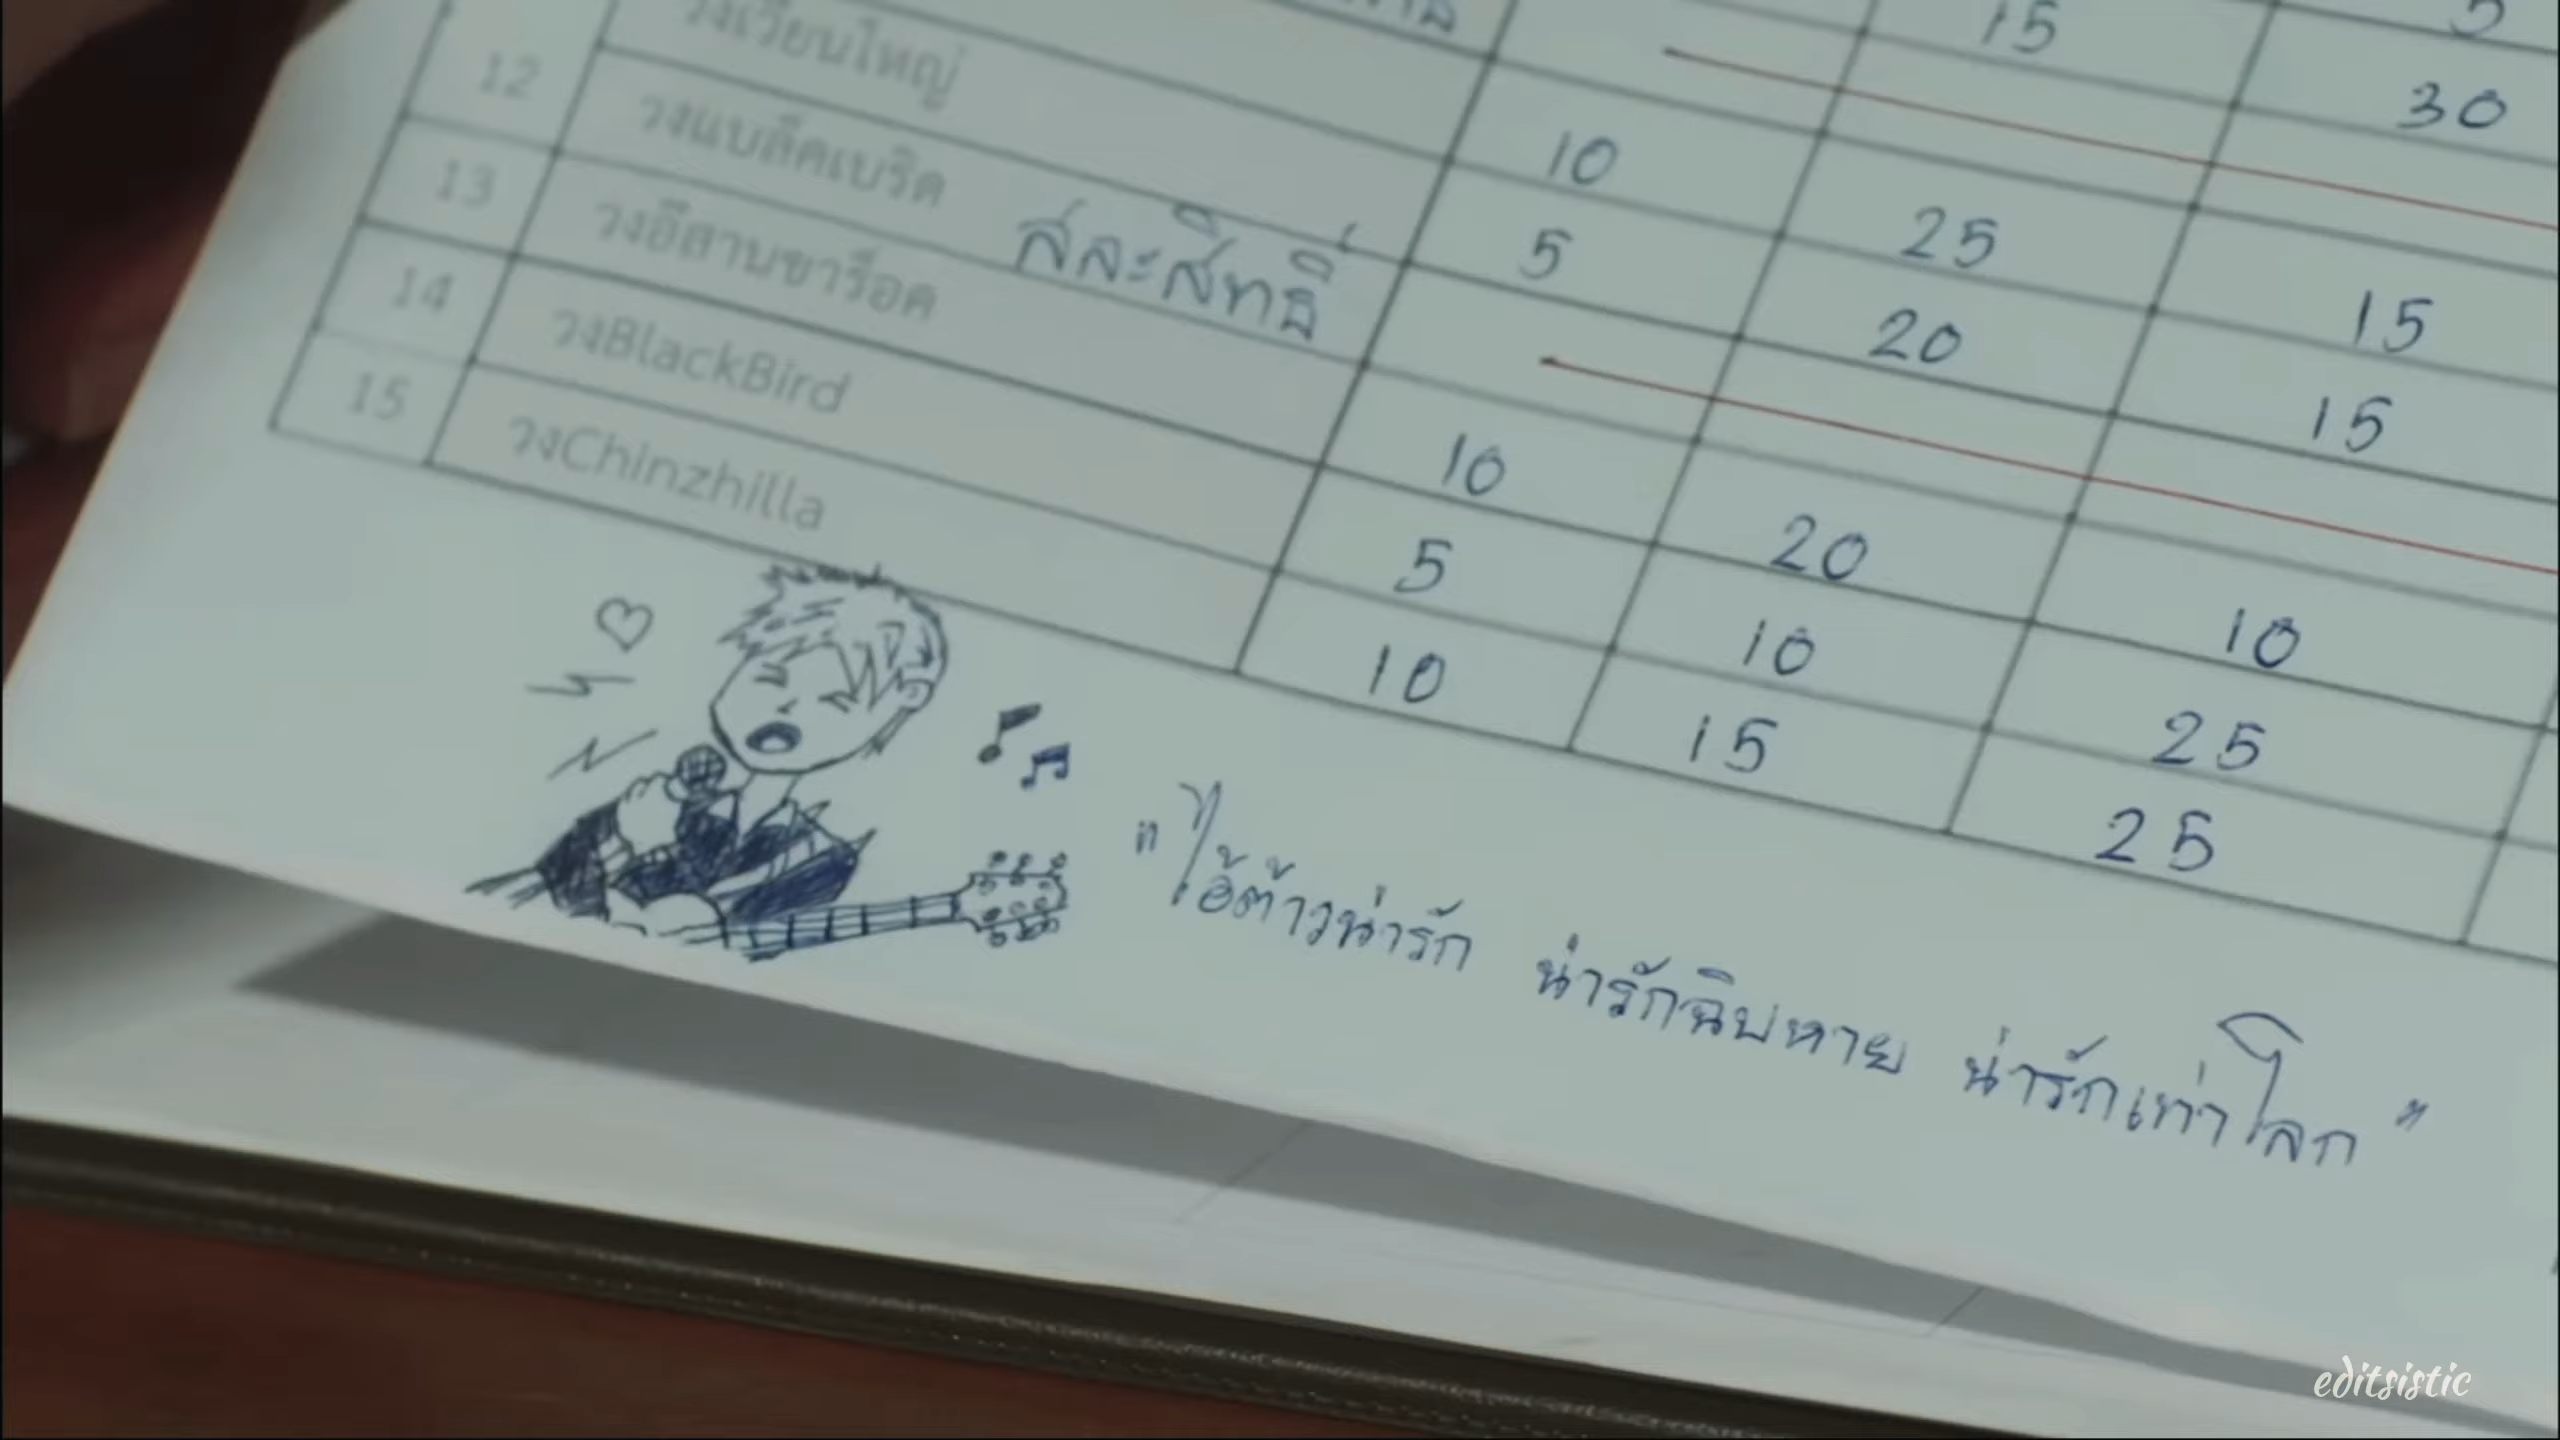 15 5
30
วงเวียนใหญ่ 10 25 15
12 วงแบล็คเบริด 5 20 15
13 วงอีสานขาร็อค สละสิทธิ์
14 วงBlackBird 5 10 25
15 วงChinzhilla 10 15 25
10 20 10
"ไอ้ต้าวน่ารัก น่ารักฉิบหาย น่ารักเท่าโลก"
editsistic